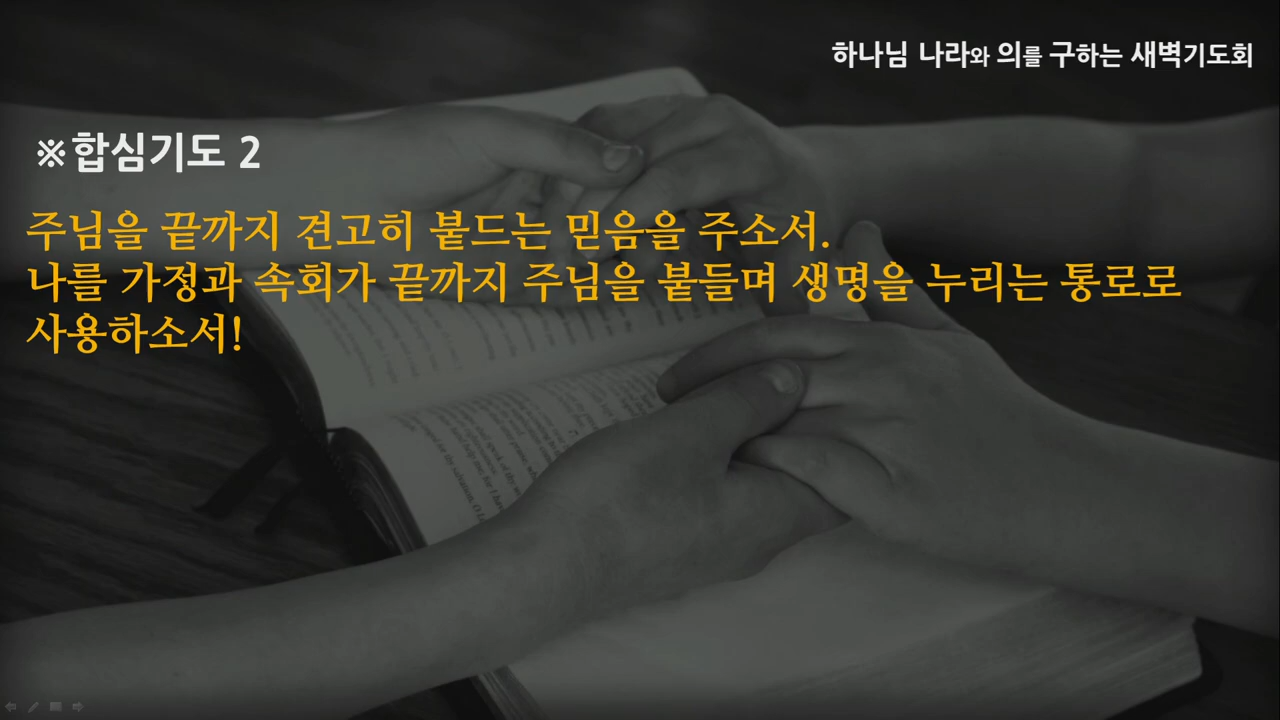 하나님 나라와 의를 구하는 새벽기도회
※합심기도 2
주님을 끝까지 견고히 붙드는 믿음을 주소서.
나를 가정과 속회가 끝까지 주님을 붙들며 생명을 누리는 통로로
사용하소서!